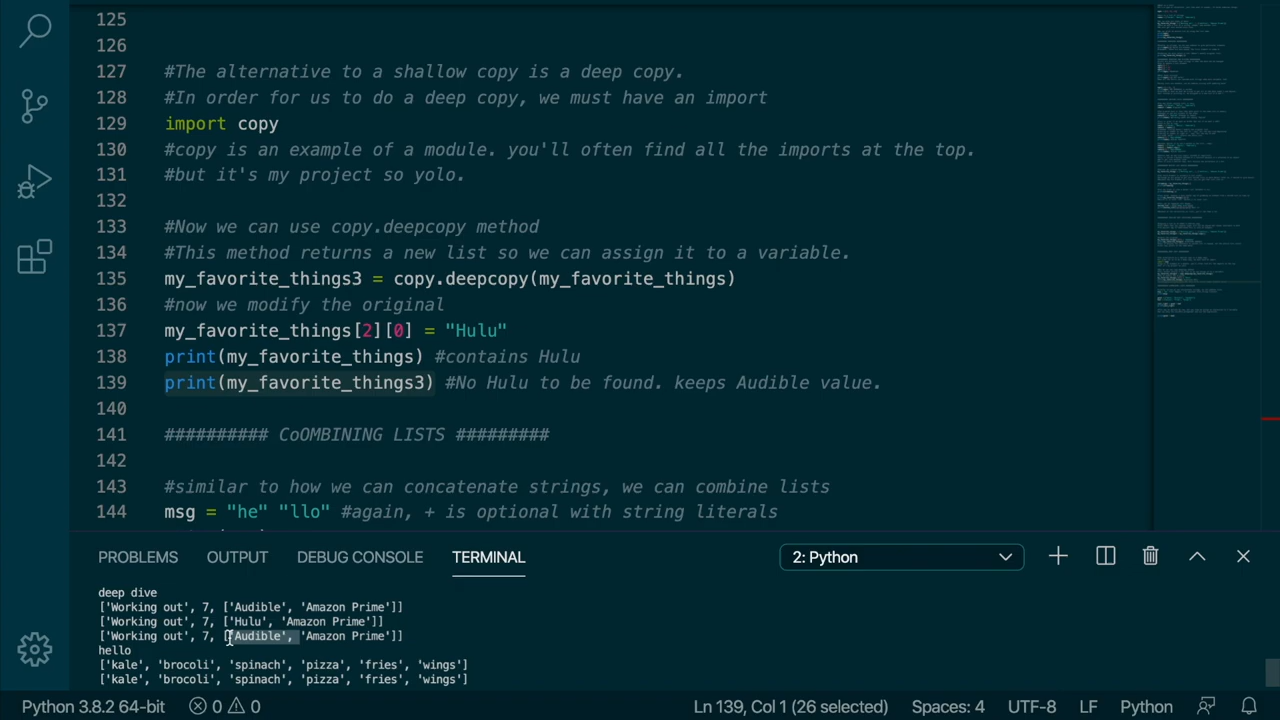 125
126
127 #The alternative to a shallow copy is a deep copy.
128 #In order for us to do a deep copy, we must have an import
129 import copy
130 #copy is an example of a module. you'll often find all your imports at the top.
131 #but it's not required, yolo.
132
133 #Now we can use copy.deepcopy() method
134 #This method returns a new list, so we can assign it to a variable.
135 my_favorite_things3 = copy.deepcopy(my_favorite_things)
136 #now we modify the original
137 my_favorite_things[2][0] = "Hulu"
138 print(my_favorite_things) #contains Hulu
139 print(my_favorite_things3) #No Hulu to be found. keeps Audible value.
140
141 ########## CoOMBINING LISTS #########
142
143 #similar to how we can concatenate strings, we can combine lists
144 msg = "he" "llo" #again, + is optional with string literals
PROBLEMS OUTPUT DEBUG CONSOLE TERMINAL 2: Python
deep dive
['Working out', 7, ['Audible', 'Amazon Prime']]
['Working out', 7, ['Hulu', 'Amazon Prime']]
['Working out', 7, ['Audible', 'Amazon Prime']]
hello
['kale', 'brocoli', 'spinach', 'pizza', 'fries', 'wings']
['kale', 'brocoli', 'spinach', 'pizza', 'fries', 'wings']
Python 3.8.2 64-bit 0 0 Ln 139, Col 1 (26 selected) Spaces: 4 UTF-8 LF Python